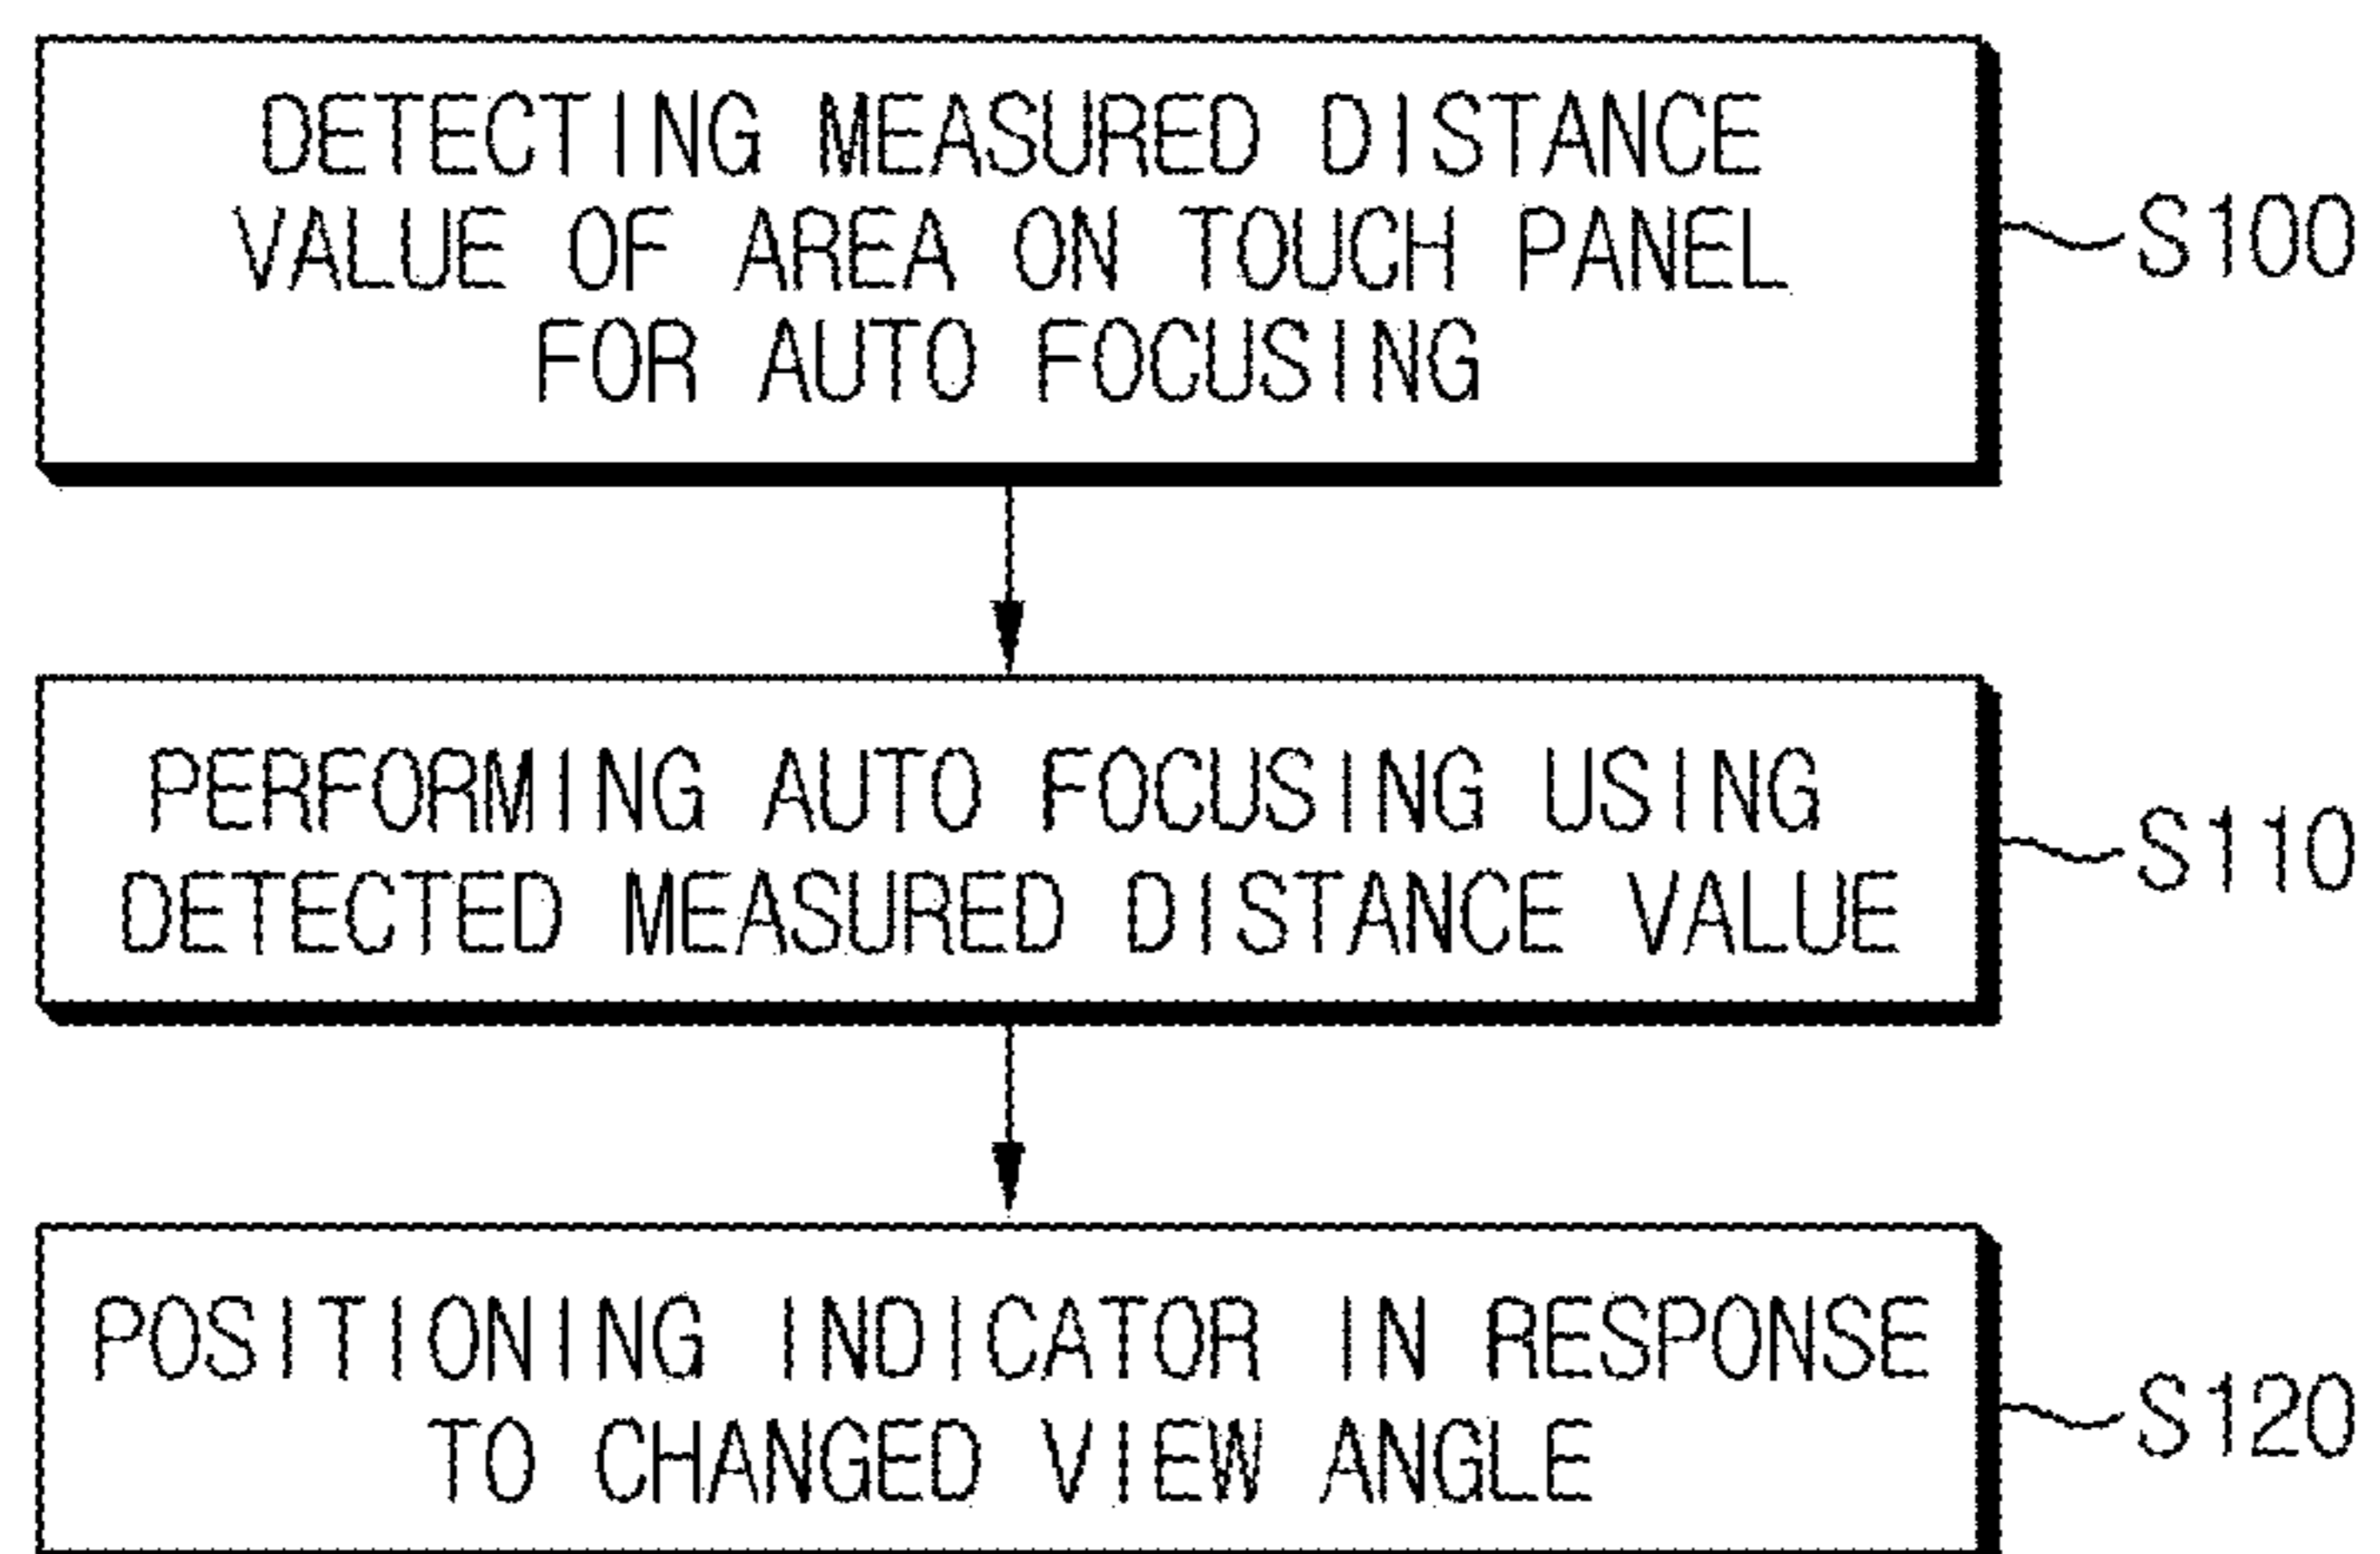 DETECTING MEASURED DISTANCE
VALUE OF AREA ON TOUCH PANEL
FOR AUTO FOCUSING
S100
PERFORMING AUTO FOCUSING USING
DETECTED MEASURED DISTANCE VALUE
S110
POSITIONING INDICATOR IN RESPONSE
TO CHANGED VIEW ANGLE
S120